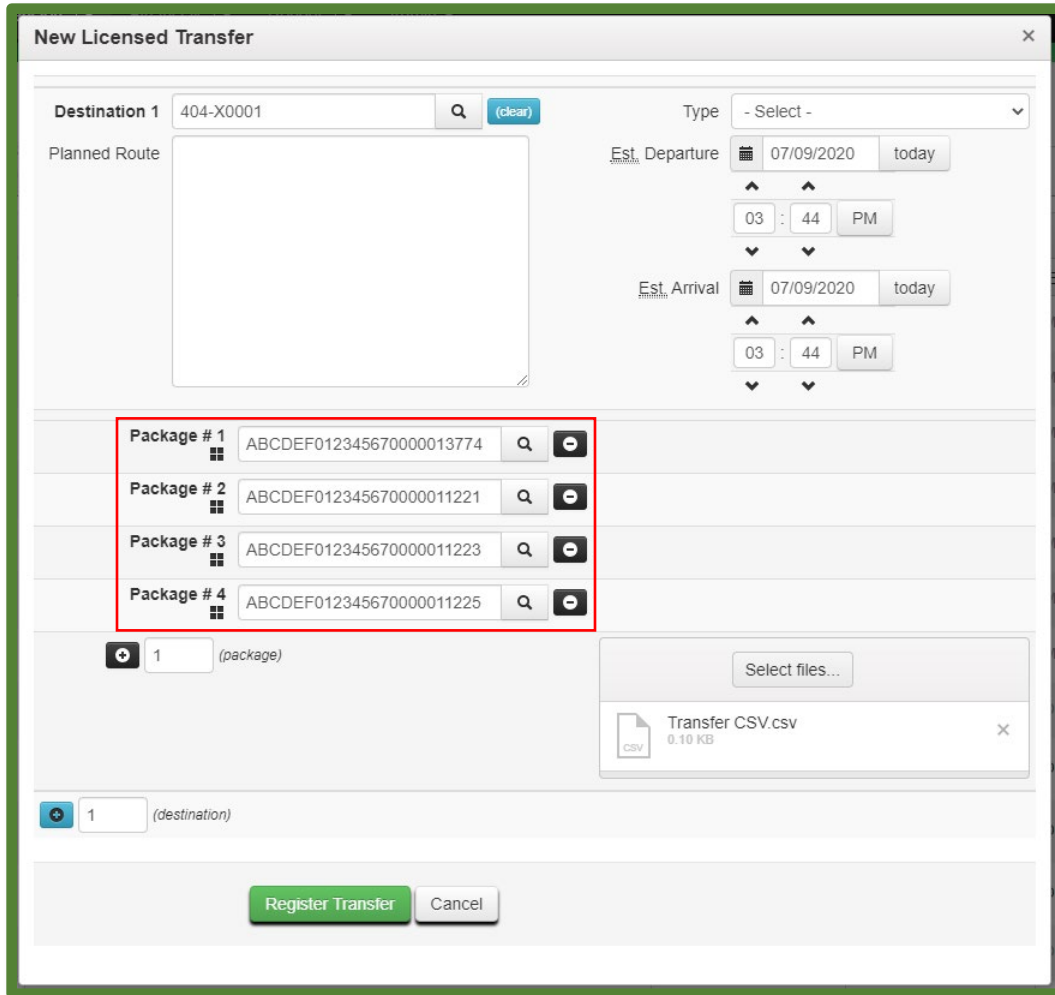 New Licensed Transfer ×
Destination 1 404-X0001 (clear) Type - Select -
Planned Route Est. Departure 07/09/2020 today
03 : 44 PM
Est. Arrival 07/09/2020 today
03 : 44 PM
Package # 1 ABCDEF012345670000013774
Package # 2 ABCDEF012345670000011221
Package # 3 ABCDEF012345670000011223
Package # 4 ABCDEF012345670000011225
1 (package)
Select files...
Transfer CSV.csv ×
CSV 0.10 KB
1 (destination)
Register Transfer Cancel